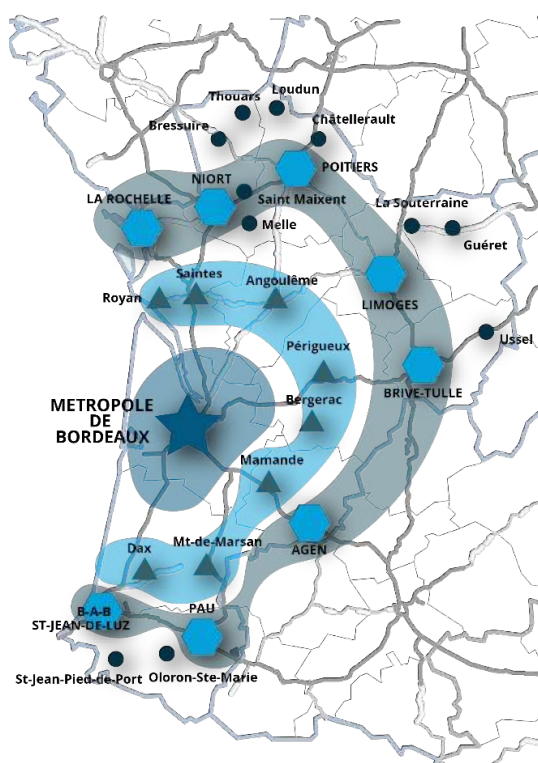 Thouars
Loudun
Bressuire
Châtellerault
NIORT
POITIERS
LA ROCHELLE
Saint Maixent
La Souterraine
Melle
Guéret
Saintes
Angoulême
Royan
LIMOGES
Ussel
Périgueux
BRIVE-TULLE
Bergerac
METROPOLE
DE
BORDEAUX
Mamande
AGEN
Dax
Mt-de-Marsan
B-A-B
ST-JEAN-DE-LUZ
PAU
St-Jean-Pied-de-Port
Oloron-Ste-Marie